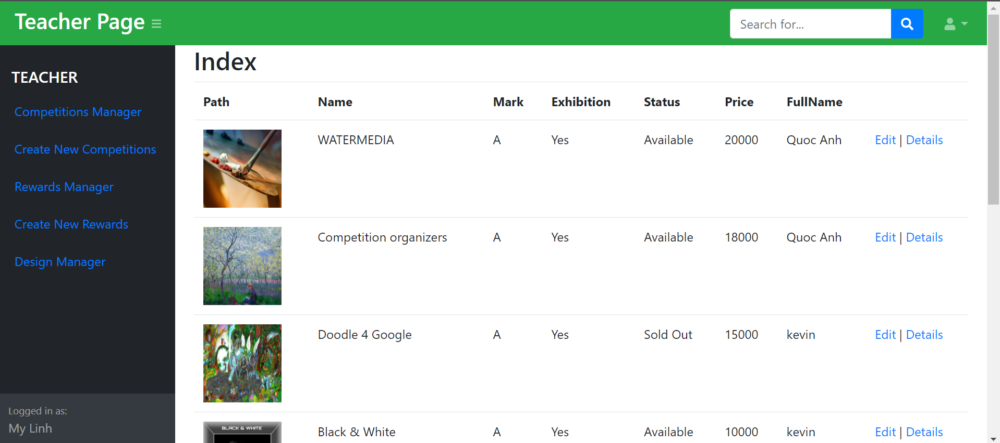 Teacher Page
Search for...
TEACHER
Competitions Manager
Create New Competitions
Rewards Manager
Create New Rewards
Design Manager
Logged in as:
My Linh
Index
Path Name Mark Exhibition Status Price FullName
WATERMEDIA A Yes Available 20000 Quoc Anh Edit | Details
Competition organizers A Yes Available 18000 Quoc Anh Edit | Details
Doodle 4 Google A Yes Sold Out 15000 kevin Edit | Details
BLACK & WHITE
Black & White A Yes Available 10000 kevin Edit | Details